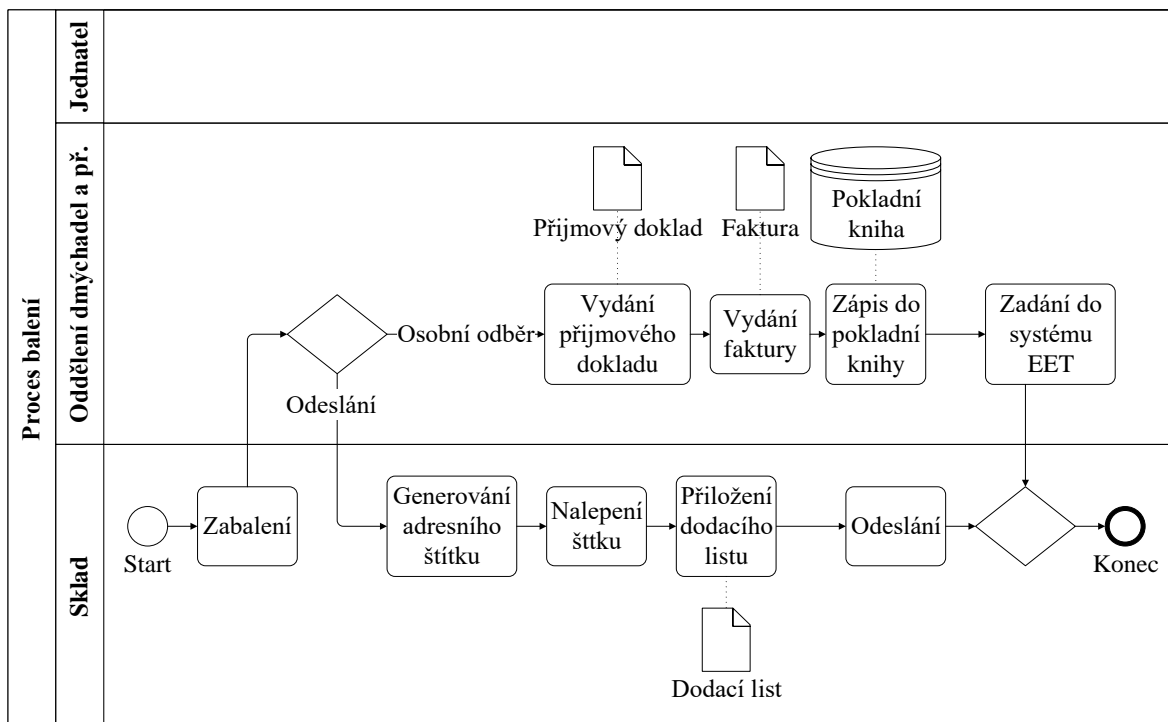 Proces balení
Jednatel
Oddělení dmýchadel a př.
Sklad
Přijmový doklad
Faktura
Pokladní
kniha
Osobní odběr
Vydání
přijmového
dokladu
Vydání
faktury
Zápis do
pokladní
knihy
Zadání do
systému
EET
Odeslání
Start
Zabalení
Generování
adresního
štítku
Nalepení
šttku
Přiložení
dodacího
listu
Odeslání
Konec
Dodací list